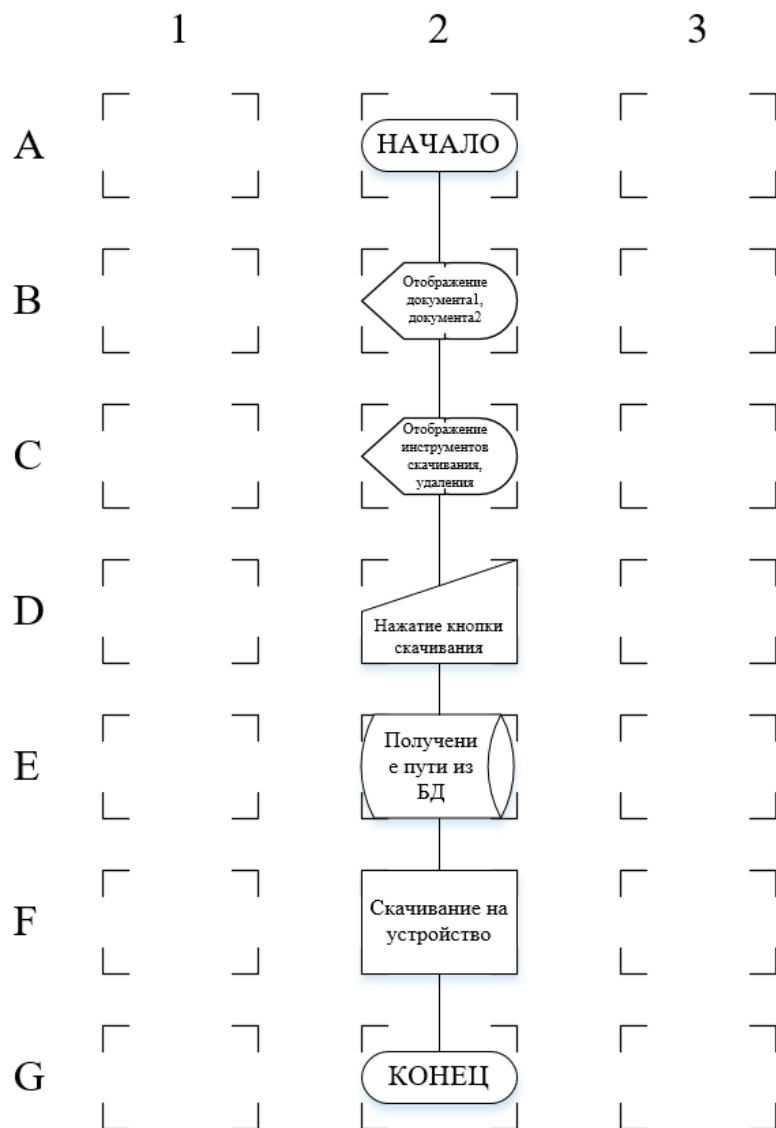 1 2 3
A НАЧАЛО
B
Отображение
документа1,
документа2
C
Отображение
инструментов
скачивания,
удаления
D
Нажатие кнопки
скачивания
E
Получени
е пути из
БД
F
Скачивание на
устройство
G КОНЕЦ